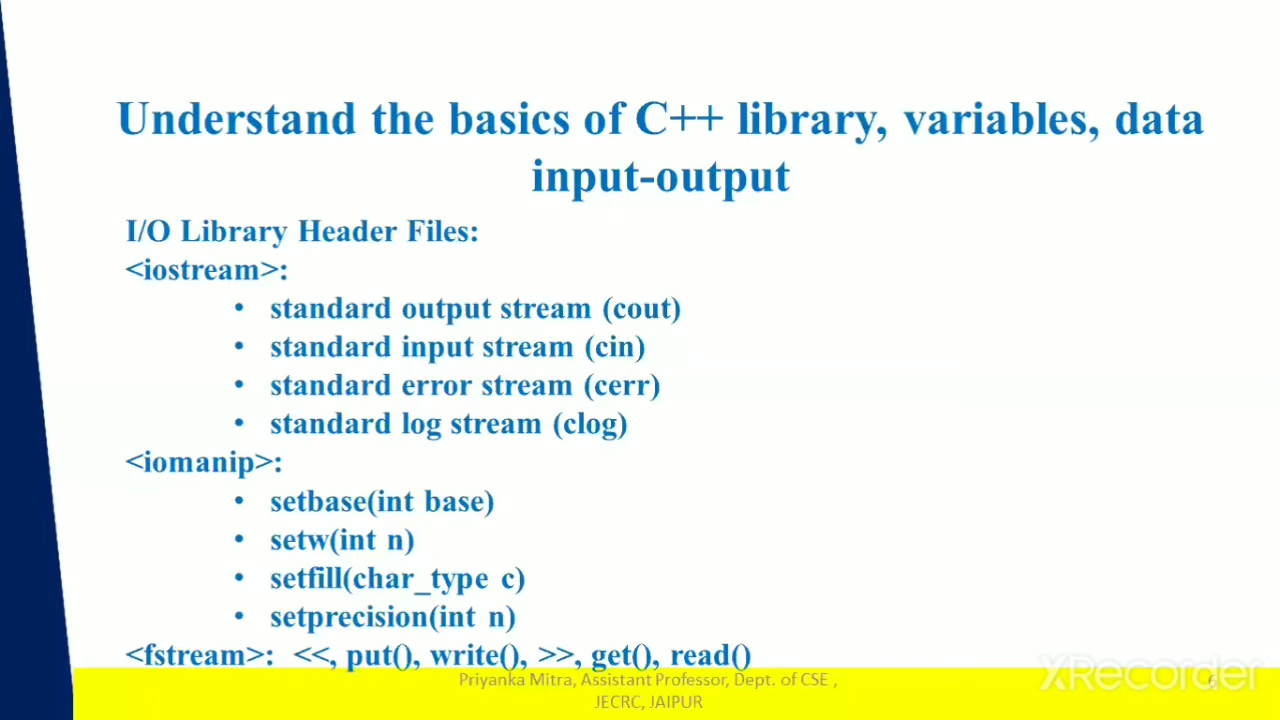 Understand the basics of C++ library, variables, data
input-output
I/O Library Header Files:
<iostream>:
• standard output stream (cout)
• standard input stream (cin)
• standard error stream (cerr)
• standard log stream (clog)
<iomanip>:
• setbase(int base)
• setw(int n)
• setfill(char_type c)
• setprecision(int n)
<fstream>: <<, put(), write(), >>, get(), read()
Priyanka Mitra, Assistant Professor, Dept. of CSE ,
JECRC, JAIPUR
6
XRecorder